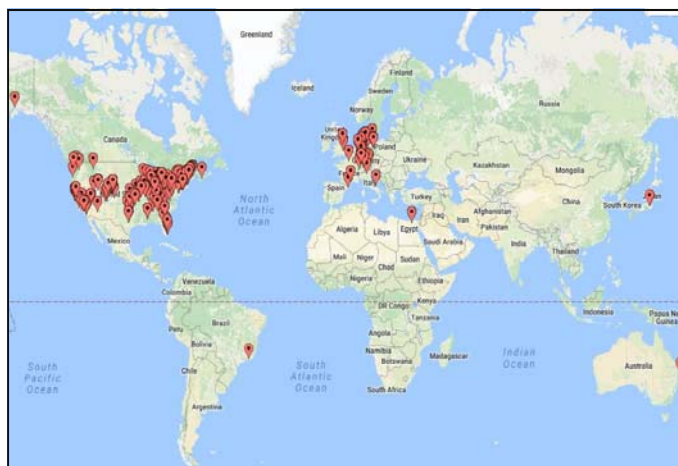 Greenland
Iceland
Finland
Sweden
Norway
Russia
Canada
United
Kingdom
Poland
Ukraine
Kazakhstan
Mongolia
Italy
Spain
Turkey
South Korea
China
North
Atlantic
Ocean
Iraq
Iran
Afghanistan
Pakistan
Mexico
Algeria
Libya
Egypt
Saudi Arabia
India
Mali
Niger
Chad
Sudan
Thailand
Nigeria
Ethiopia
Venezuela
Colombia
DR Congo
Kenya
Indonesia
Papua New
Guinea
Tanzania
Peru
Brazil
Bolivia
Angola
Namibia
Botswana
Madagascar
Indian
Ocean
Australia
South
Pacific
Ocean
Chile
South
Atlantic
Ocean
South Africa
Argentina